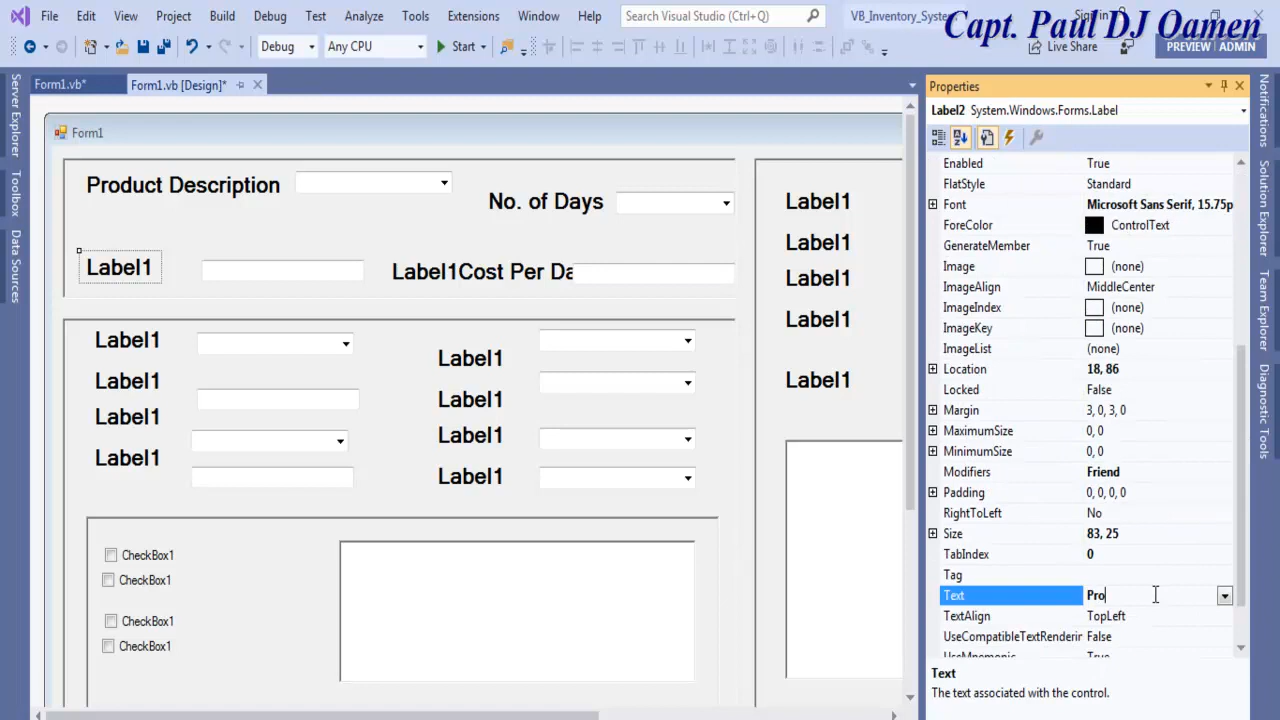 File Edit View Project Build Debug Test Analyze Tools Extensions Window Help Search Visual Studio (Ctrl+Q) VB_Inventory_System
Capt. Paul DJ Oamen
Debug Any CPU Start Live Share PREVIEW ADMIN
Form1.vb* Form1.vb [Design]*
Server Explorer
Toolbox
Data Sources
Form1
Product Description
No. of Days
Label1
Label1Cost Per Da
Label1
Label1
Label1
Label1
Label1
Label1
Label1
Label1
Label1
Label1
Label1
Label1
Label1
CheckBox1
CheckBox1
CheckBox1
CheckBox1
Label1
Properties
Label2 System.Windows.Forms.Label
Enabled True
FlatStyle Standard
Font Microsoft Sans Serif, 15.75p
ForeColor ControlText
GenerateMember True
Image (none)
ImageAlign MiddleCenter
ImageIndex (none)
ImageKey (none)
ImageList (none)
Location 18, 86
Locked False
Margin 3, 0, 3, 0
MaximumSize 0, 0
MinimumSize 0, 0
Modifiers Friend
Padding 0, 0, 0, 0
RightToLeft No
Size 83, 25
TabIndex 0
Tag
Text Pro
TextAlign TopLeft
UseCompatibleTextRenderin False
UseMnemonic True
Text
The text associated with the control.
Notifications
Solution Explorer
Team Explorer
Diagnostic Tools